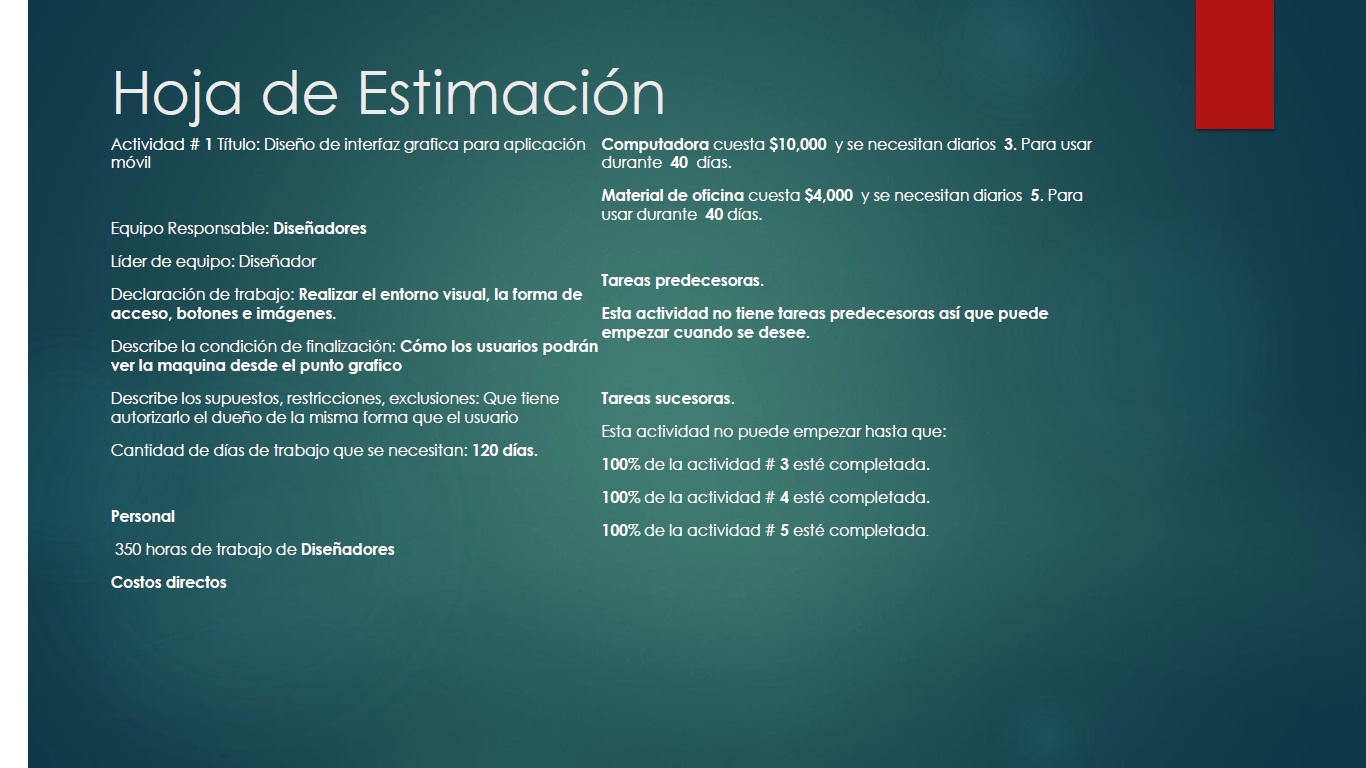 Hoja de Estimación
Actividad # 1 Título: Diseño de interfaz grafica para aplicación
móvil
Equipo Responsable: Diseñadores
Líder de equipo: Diseñador
Declaración de trabajo: Realizar el entorno visual, la forma de
acceso, botones e imágenes.
Describe la condición de finalización: Cómo los usuarios podrán
ver la maquina desde el punto grafico
Describe los supuestos, restricciones, exclusiones: Que tiene
autorizarlo el dueño de la misma forma que el usuario
Cantidad de días de trabajo que se necesitan: 120 días.
Personal
350 horas de trabajo de Diseñadores
Costos directos
Computadora cuesta $10,000 y se necesitan diarios 3. Para usar
durante 40 días.
Material de oficina cuesta $4,000 y se necesitan diarios 5. Para
usar durante 40 días.
Tareas predecesoras.
Esta actividad no tiene tareas predecesoras así que puede
empezar cuando se desee.
Tareas sucesoras.
Esta actividad no puede empezar hasta que:
100% de la actividad # 3 esté completada.
100% de la actividad # 4 esté completada.
100% de la actividad # 5 esté completada.